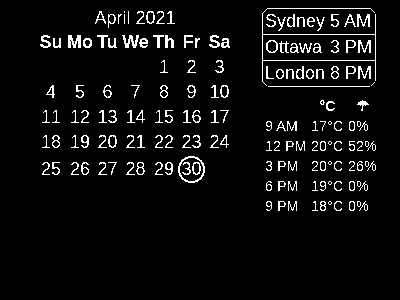 April 2021
Su Mo Tu We Th Fr Sa
1 2 3
4 5 6 7 8 9 10
11 12 13 14 15 16 17
18 19 20 21 22 23 24
25 26 27 28 29 30
Sydney 5 AM
Ottawa 3 PM
London 8 PM
°C ☂
9 AM 17°C 0%
12 PM 20°C 52%
3 PM 20°C 26%
6 PM 19°C 0%
9 PM 18°C 0%